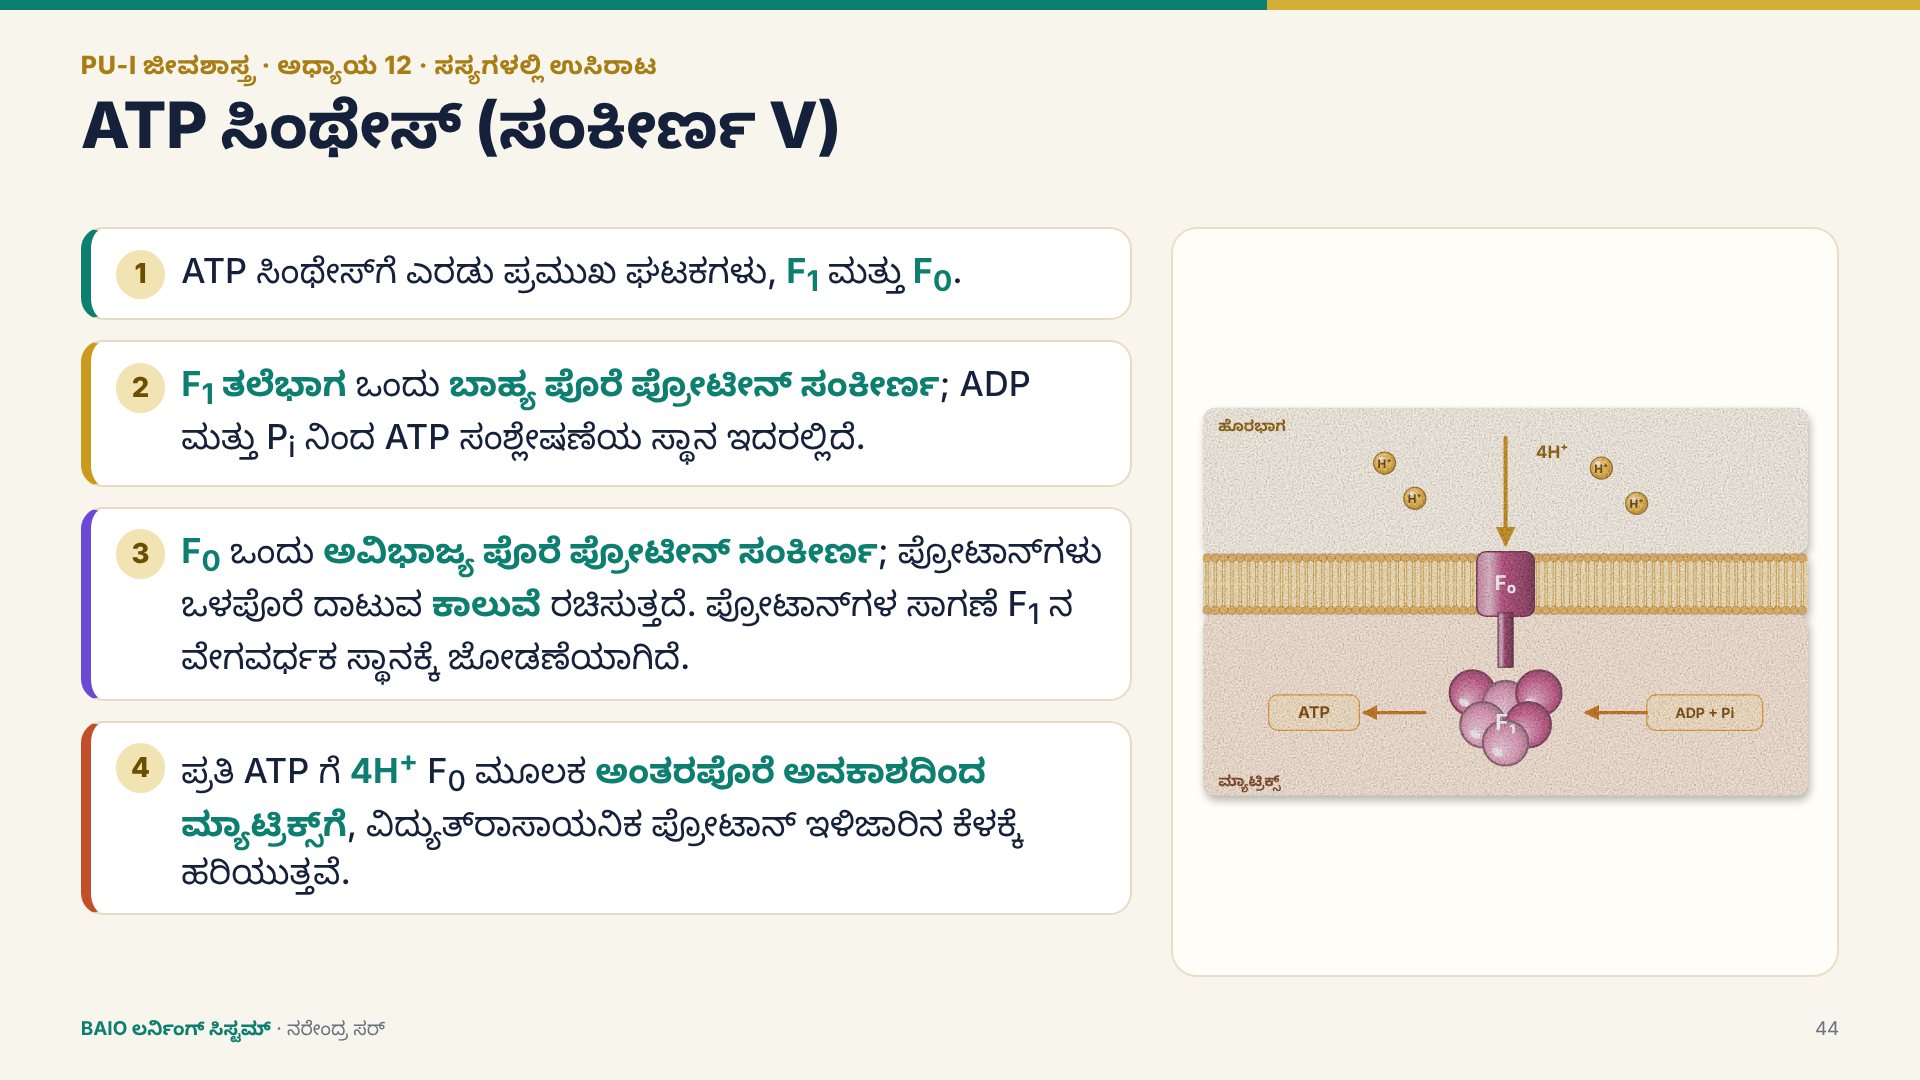 PU-I ಜೀವಶಾಸ್ತ್ರ · ಅಧ್ಯಾಯ 12 · ಸಸ್ಯಗಳಲ್ಲಿ ಉಸಿರಾಟ
ATP ಸಿಂಥೇಸ್ (ಸಂಕೀರ್ಣ V)
1 ATP ಸಿಂಥೇಸ್‌ಗೆ ಎರಡು ಪ್ರಮುಖ ಘಟಕಗಳು, F₁ ಮತ್ತು F₀.
2 F₁ ತಲೆಭಾಗ ಒಂದು ಬಾಹ್ಯ ಪೊರೆ ಪ್ರೋಟೀನ್ ಸಂಕೀರ್ಣ; ADP
ಮತ್ತು Pᵢ ನಿಂದ ATP ಸಂಶ್ಲೇಷಣೆಯ ಸ್ಥಾನ ಇದರಲ್ಲಿದೆ.
3 F₀ ಒಂದು ಅವಿಭಾಜ್ಯ ಪೊರೆ ಪ್ರೋಟೀನ್ ಸಂಕೀರ್ಣ; ಪ್ರೋಟಾನ್‌ಗಳು
ಒಳಪೊರೆ ದಾಟುವ ಕಾಲುವೆ ರಚಿಸುತ್ತದೆ. ಪ್ರೋಟಾನ್‌ಗಳ ಸಾಗಣೆ F₁ ನ
ವೇಗವರ್ಧಕ ಸ್ಥಾನಕ್ಕೆ ಜೋಡಣೆಯಾಗಿದೆ.
4 ಪ್ರತಿ ATP ಗೆ 4H⁺ F₀ ಮೂಲಕ ಅಂತರಪೊರೆ ಅವಕಾಶದಿಂದ
ಮ್ಯಾಟ್ರಿಕ್ಸ್‌ಗೆ, ವಿದ್ಯುತ್‌ರಾಸಾಯನಿಕ ಪ್ರೋಟಾನ್ ಇಳಿಜಾರಿನ ಕೆಳಕ್ಕೆ
ಹರಿಯುತ್ತವೆ.
ಹೊರಭಾಗ
4H⁺
H⁺ H⁺
H⁺ H⁺
F₀
ATP F₁ ADP + Pi
ಮ್ಯಾಟ್ರಿಕ್ಸ್
BAIO ಲರ್ನಿಂಗ್ ಸಿಸ್ಟಮ್ · ನರೇಂದ್ರ ಸರ್
44